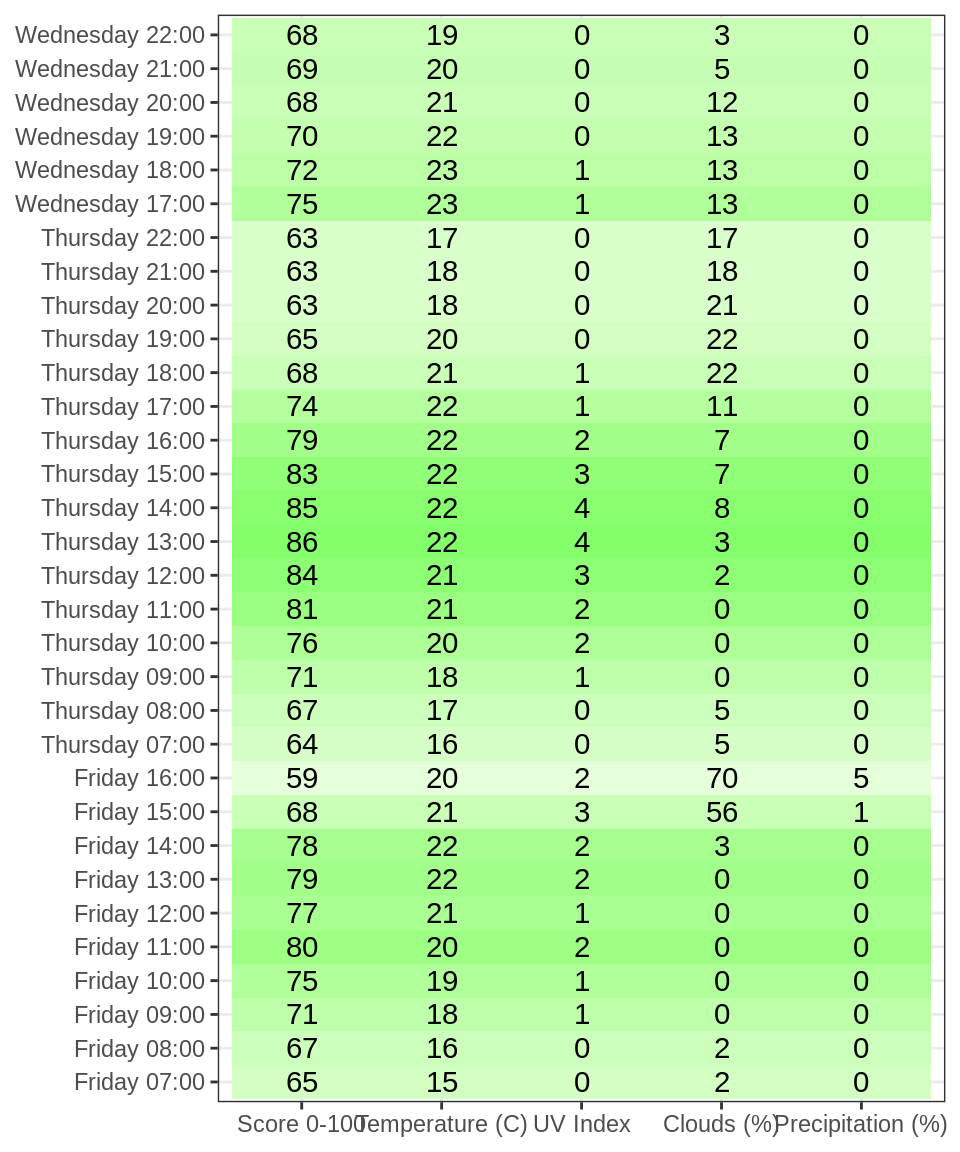 Wednesday 22:00 68 19 0 3 0
Wednesday 21:00 69 20 0 5 0
Wednesday 20:00 68 21 0 12 0
Wednesday 19:00 70 22 0 13 0
Wednesday 18:00 72 23 1 13 0
Wednesday 17:00 75 23 1 13 0
Thursday 22:00 63 17 0 17 0
Thursday 21:00 63 18 0 18 0
Thursday 20:00 63 18 0 21 0
Thursday 19:00 65 20 0 22 0
Thursday 18:00 68 21 1 22 0
Thursday 17:00 74 22 1 11 0
Thursday 16:00 79 22 2 7 0
Thursday 15:00 83 22 3 7 0
Thursday 14:00 85 22 4 8 0
Thursday 13:00 86 22 4 3 0
Thursday 12:00 84 21 3 2 0
Thursday 11:00 81 21 2 0 0
Thursday 10:00 76 20 2 0 0
Thursday 09:00 71 18 1 0 0
Thursday 08:00 67 17 0 5 0
Thursday 07:00 64 16 0 5 0
Friday 16:00 59 20 2 70 5
Friday 15:00 68 21 3 56 1
Friday 14:00 78 22 2 3 0
Friday 13:00 79 22 2 0 0
Friday 12:00 77 21 1 0 0
Friday 11:00 80 20 2 0 0
Friday 10:00 75 19 1 0 0
Friday 09:00 71 18 1 0 0
Friday 08:00 67 16 0 2 0
Friday 07:00 65 15 0 2 0
Score 0-100 Temperature (C) UV Index Clouds (%) Precipitation (%)